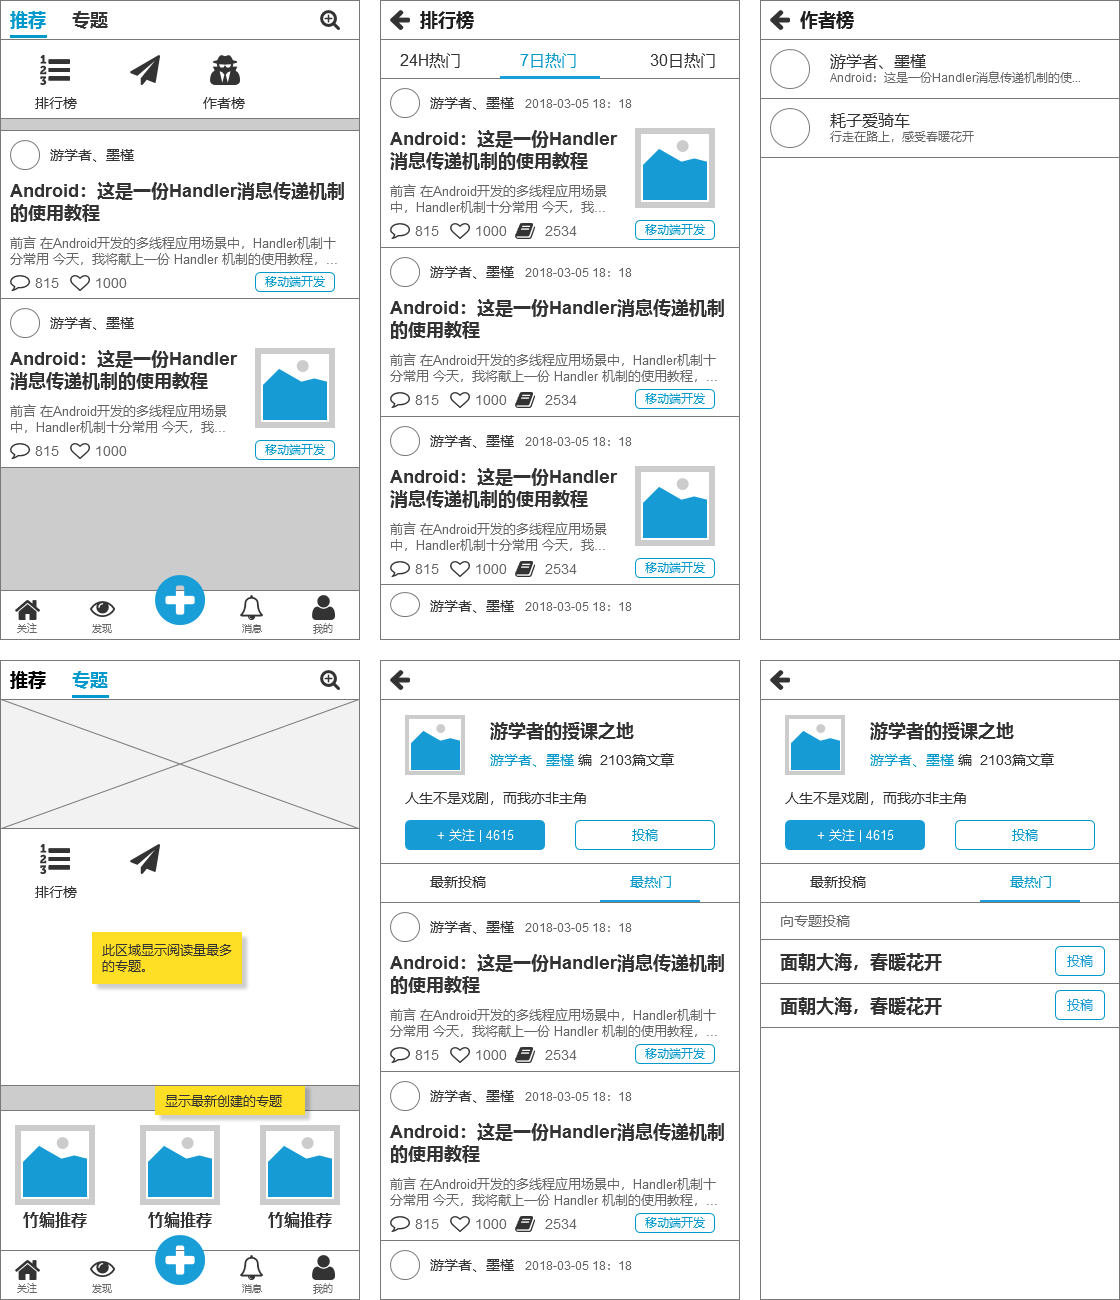 推荐 专题
1
2
3
排行榜 作者榜
游学者、墨槿
Android：这是一份Handler消息传递机制
的使用教程
前言 在Android开发的多线程应用场景中，Handler机制十
分常用 今天，我将献上一份 Handler 机制的使用教程，...
815 1000 移动端开发
游学者、墨槿
Android：这是一份Handler
消息传递机制的使用教程
前言 在Android开发的多线程应用场景
中，Handler机制十分常用 今天，我...
815 1000 移动端开发
关注 发现 消息 我的
排行榜
24H热门 7日热门 30日热门
游学者、墨槿 2018-03-05 18：18
Android：这是一份Handler
消息传递机制的使用教程
前言 在Android开发的多线程应用场景
中，Handler机制十分常用 今天，我...
815 1000 2534 移动端开发
游学者、墨槿 2018-03-05 18：18
Android：这是一份Handler消息传递机制
的使用教程
前言 在Android开发的多线程应用场景中，Handler机制十
分常用 今天，我将献上一份 Handler 机制的使用教程，...
815 1000 2534 移动端开发
游学者、墨槿 2018-03-05 18：18
Android：这是一份Handler
消息传递机制的使用教程
前言 在Android开发的多线程应用场景
中，Handler机制十分常用 今天，我...
815 1000 2534 移动端开发
游学者、墨槿 2018-03-05 18：18
作者榜
游学者、墨槿
Android：这是一份Handler消息传递机制的使...
耗子爱骑车
行走在路上，感受春暖花开
推荐 专题
1
2
3
排行榜
此区域显示阅读量最多
的专题。
显示最新创建的专题
竹编推荐 竹编推荐 竹编推荐
关注 发现 消息 我的
游学者的授课之地
游学者、墨槿 编 2103篇文章
人生不是戏剧，而我亦非主角
+ 关注 | 4615 投稿
最新投稿 最热门
游学者、墨槿 2018-03-05 18：18
Android：这是一份Handler消息传递机制
的使用教程
前言 在Android开发的多线程应用场景中，Handler机制十
分常用 今天，我将献上一份 Handler 机制的使用教程，...
815 1000 2534 移动端开发
游学者、墨槿 2018-03-05 18：18
Android：这是一份Handler消息传递机制
的使用教程
前言 在Android开发的多线程应用场景中，Handler机制十
分常用 今天，我将献上一份 Handler 机制的使用教程，...
815 1000 2534 移动端开发
游学者、墨槿 2018-03-05 18：18
游学者的授课之地
游学者、墨槿 编 2103篇文章
人生不是戏剧，而我亦非主角
+ 关注 | 4615 投稿
最新投稿 最热门
向专题投稿
面朝大海，春暖花开 投稿
面朝大海，春暖花开 投稿